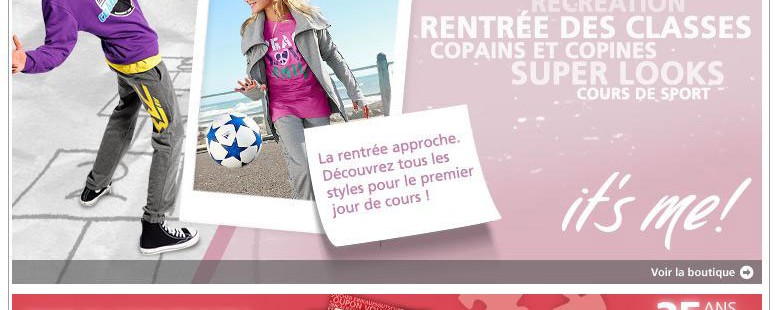 RÉCRÉATION
RENTRÉE DES CLASSES
COPAINS ET COPINES
SUPER LOOKS
COURS DE SPORT
La rentrée approche.
Découvrez tous les
styles pour le premier
jour de cours !
it's me!
Voir la boutique
ANS